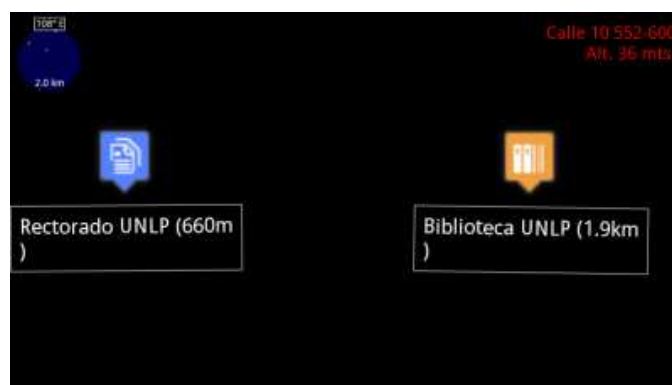 108° E
2.0 km
Calle 10 552-600
Alt. 36 mts
Rectorado UNLP (660m
)
Biblioteca UNLP (1.9km
)